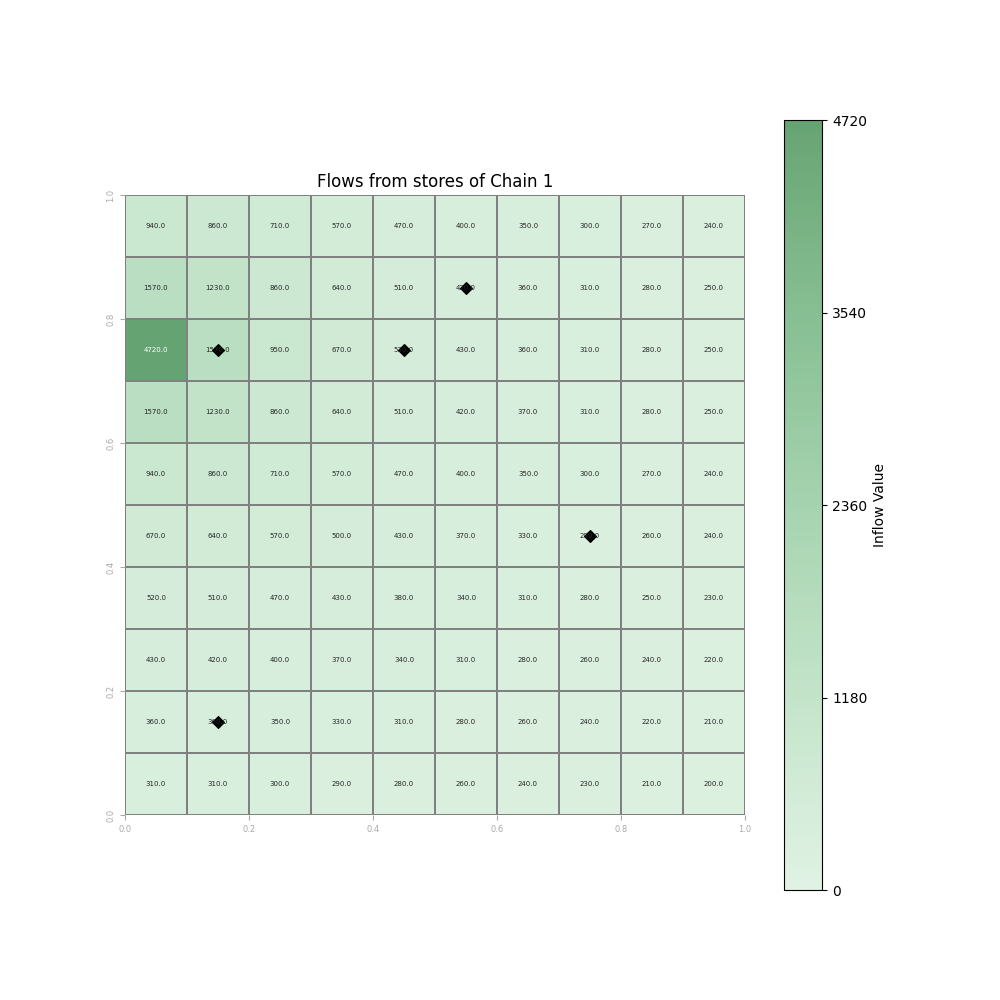 Flows from stores of Chain 1
1.0
940.0 860.0 710.0 570.0 470.0 400.0 350.0 300.0 270.0 240.0
1570.0 1230.0 860.0 640.0 510.0 360.0 310.0 280.0 250.0
0.8
4720.0 950.0 670.0 430.0 360.0 310.0 280.0 250.0
1570.0 1230.0 860.0 640.0 510.0 420.0 370.0 310.0 280.0 250.0
0.6
940.0 860.0 710.0 570.0 470.0 400.0 350.0 300.0 270.0 240.0
670.0 640.0 570.0 500.0 430.0 370.0 330.0 260.0 240.0
0.4
520.0 510.0 470.0 430.0 380.0 340.0 310.0 280.0 250.0 230.0
430.0 420.0 400.0 370.0 340.0 310.0 280.0 260.0 240.0 220.0
0.2
360.0 350.0 330.0 310.0 280.0 260.0 240.0 220.0 210.0
310.0 310.0 300.0 290.0 280.0 260.0 240.0 230.0 210.0 200.0
0.0
0.0 0.2 0.4 0.6 0.8 1.0
4720
3540
2360
1180
0
Inflow Value